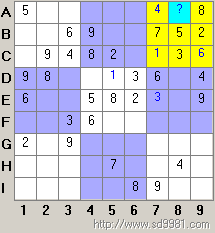 A 5 4 ? 8
B 6 9 7 5 2
C 9 4 8 2 1 3 6
D 9 8 1 3 6 4
E 6 5 8 2 3 9
F 3 6
G 2 9
H 7 4
I 8 9
1 2 3 4 5 6 7 8 9
http://www.sd9981.com